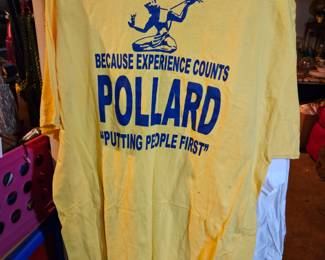 BECAUSE EXPERIENCE COUNTS
POLLARD
"PUTTING PEOPLE FIRST"